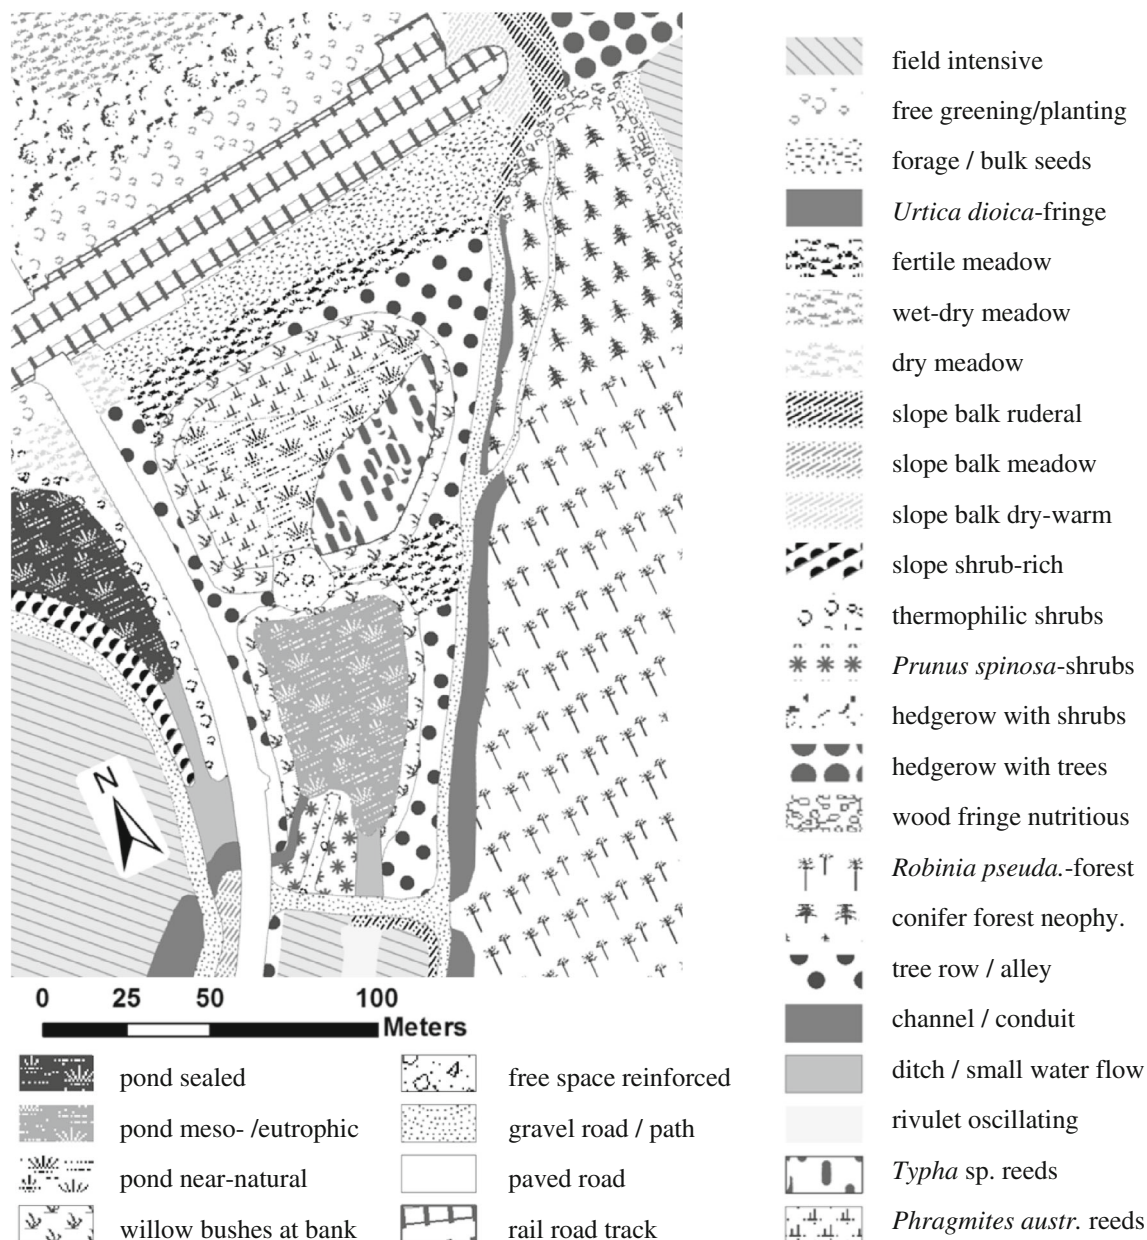 field intensive
free greening/planting
forage / bulk seeds
Urtica dioica-fringe
fertile meadow
wet-dry meadow
dry meadow
slope balk ruderal
slope balk meadow
slope balk dry-warm
slope shrub-rich
thermophilic shrubs
Prunus spinosa-shrubs
hedgerow with shrubs
hedgerow with trees
wood fringe nutritious
Robinia pseuda.-forest
conifer forest neophy.
tree row / alley
channel / conduit
ditch / small water flow
rivulet oscillating
Typha sp. reeds
Phragmites austr. reeds
N
0 25 50 100
Meters
pond sealed
pond meso- /eutrophic
pond near-natural
willow bushes at bank
free space reinforced
gravel road / path
paved road
rail road track